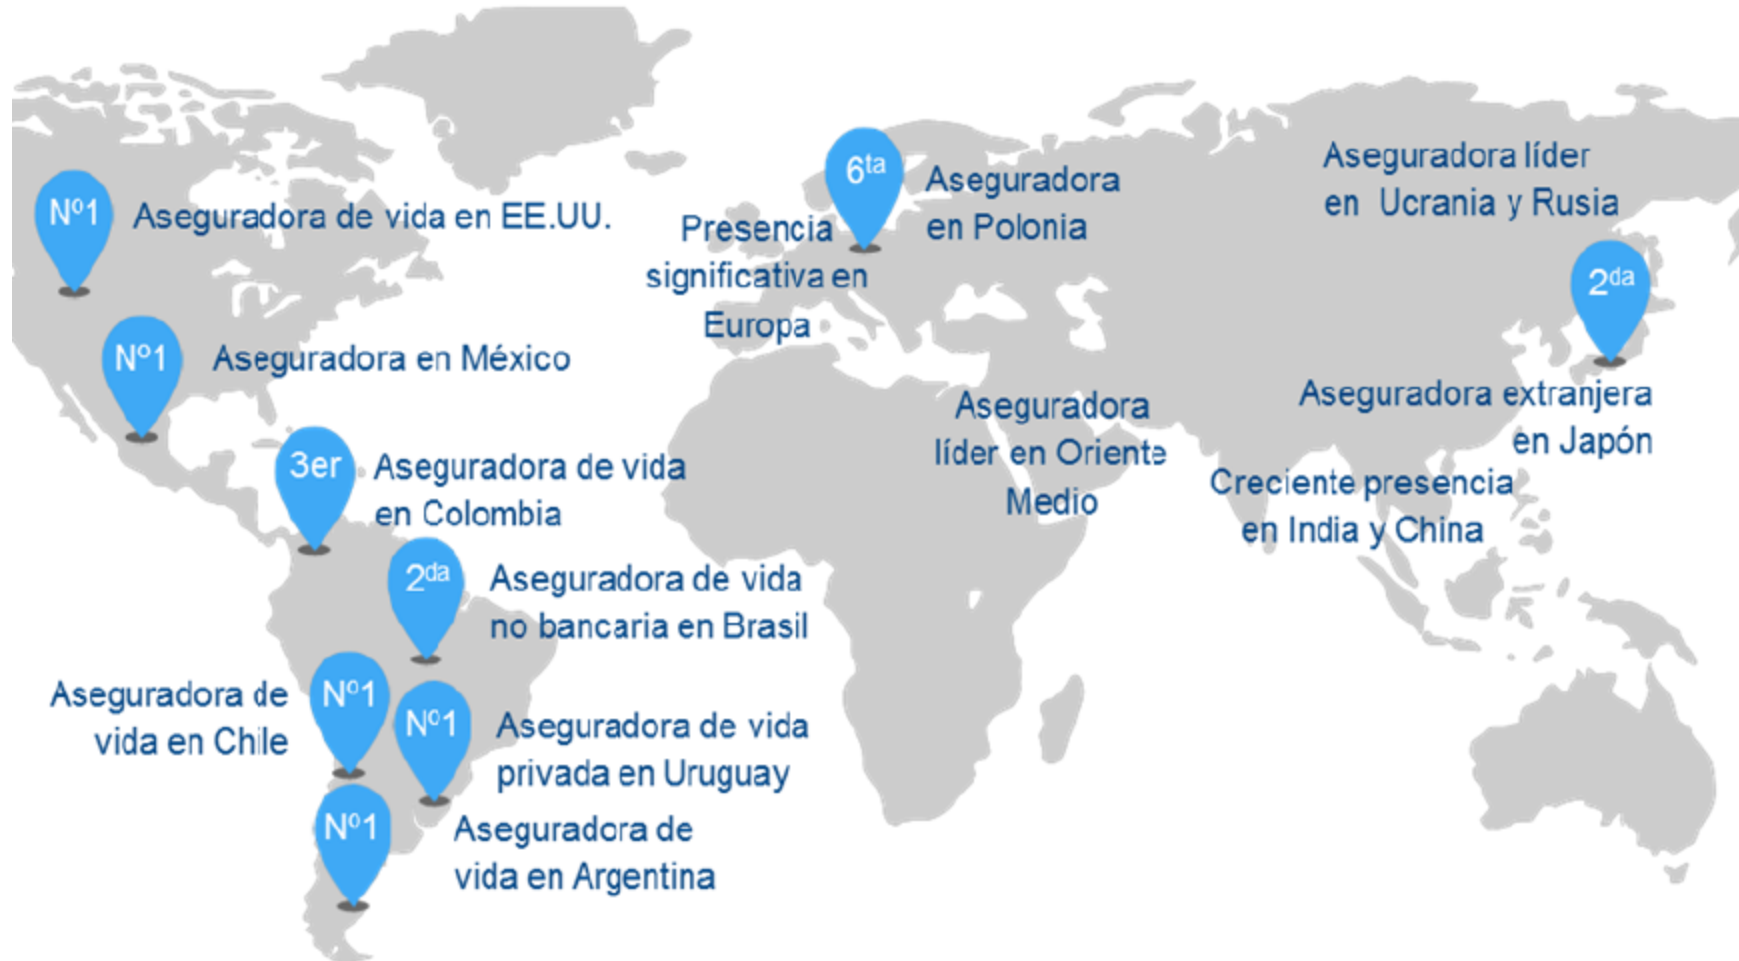 Nº1
Aseguradora de vida en EE.UU.
Nº1
Aseguradora en México
3er
Aseguradora de vida
en Colombia
2da
Aseguradora de vida
no bancaria en Brasil
Nº1
Aseguradora de
vida en Chile
Nº1
Aseguradora de vida
privada en Uruguay
Nº1
Aseguradora de
vida en Argentina
6ta
Aseguradora
en Polonia
Presencia
significativa en
Europa
Aseguradora líder
en Ucrania y Rusia
2da
Aseguradora extranjera
en Japón
Aseguradora
líder en Oriente
Medio
Creciente presencia
en India y China